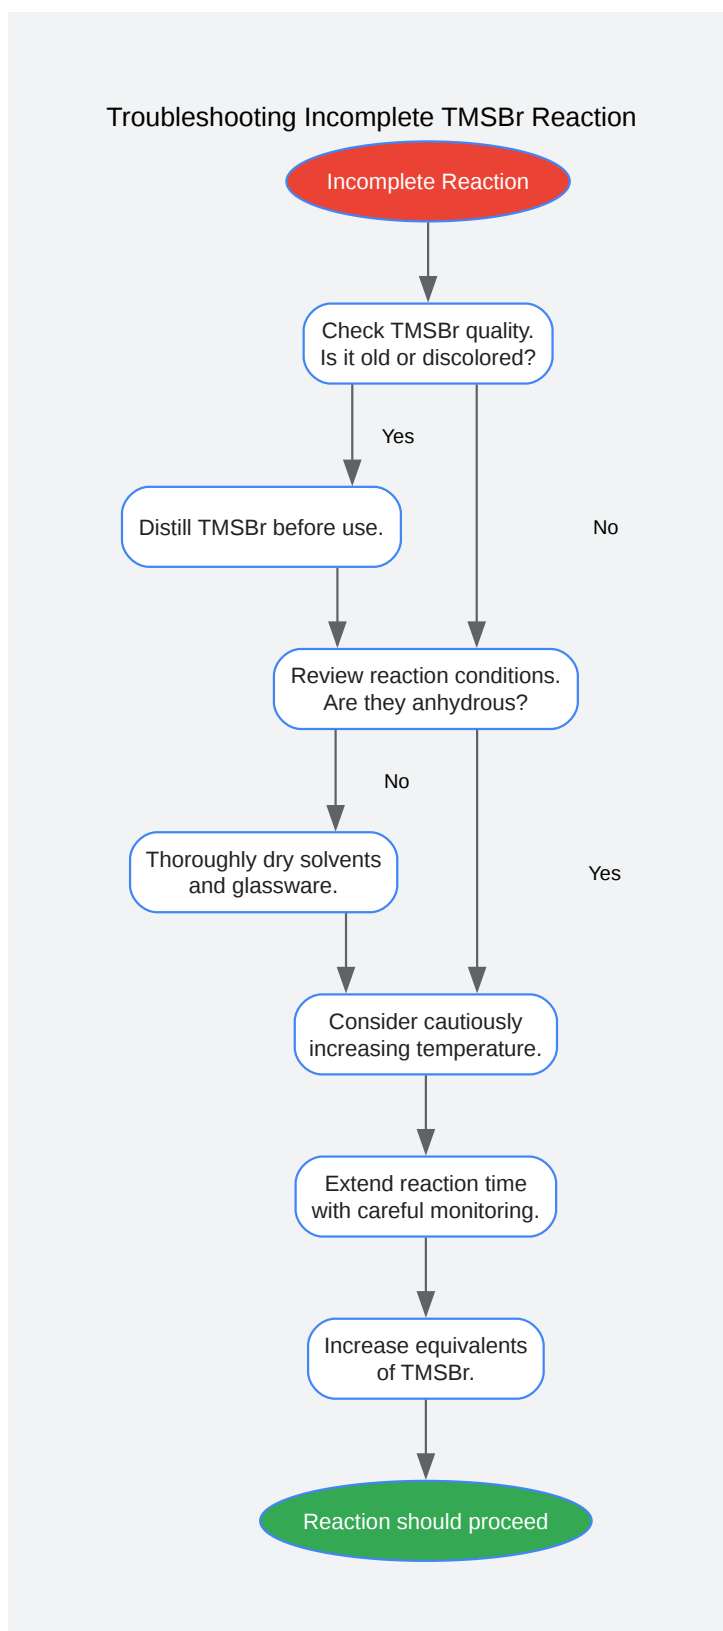 Troubleshooting Incomplete TMSBr Reaction
Incomplete Reaction
Check TMSBr quality.
Is it old or discolored?
Yes
Distill TMSBr before use.
No
Review reaction conditions.
Are they anhydrous?
No
Thoroughly dry solvents
and glassware.
Yes
Consider cautiously
increasing temperature.
Extend reaction time
with careful monitoring.
Increase equivalents
of TMSBr.
Reaction should proceed